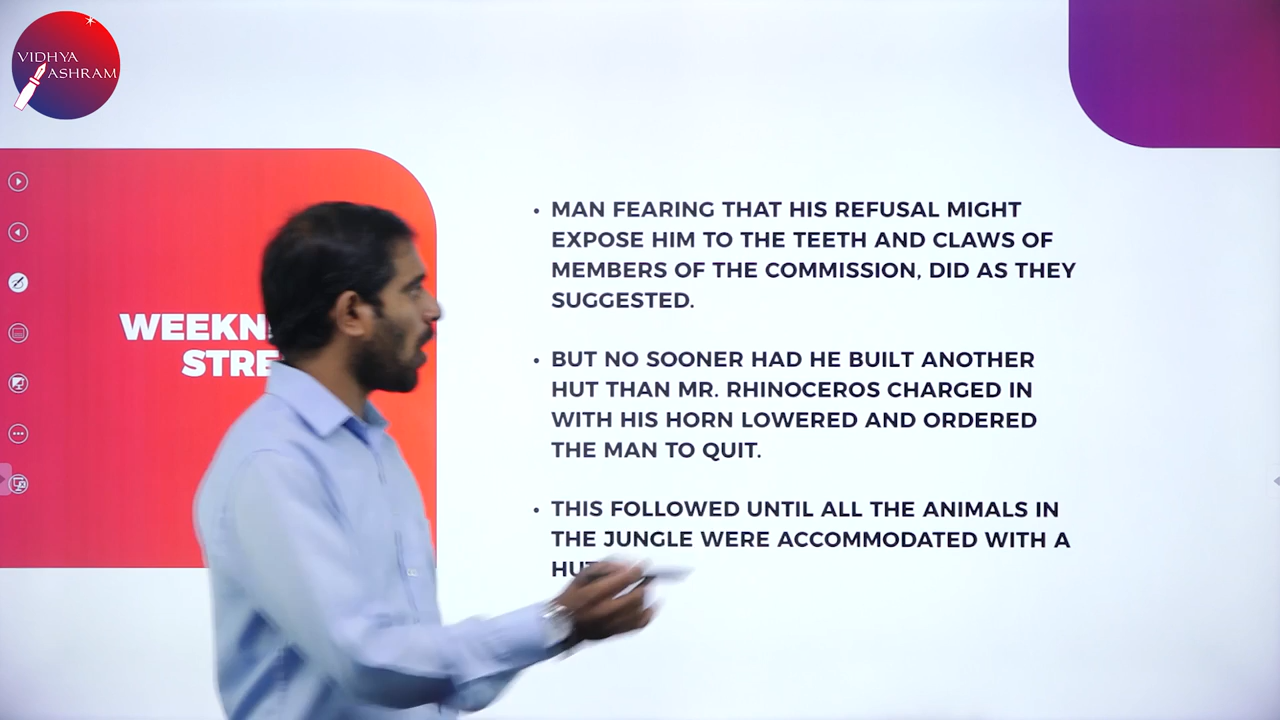 VIDHYA
ASHRAM
• MAN FEARING THAT HIS REFUSAL MIGHT
EXPOSE HIM TO THE TEETH AND CLAWS OF
MEMBERS OF THE COMMISSION, DID AS THEY
SUGGESTED.
• BUT NO SOONER HAD HE BUILT ANOTHER
HUT THAN MR. RHINOCEROS CHARGED IN
WITH HIS HORN LOWERED AND ORDERED
THE MAN TO QUIT.
• THIS FOLLOWED UNTIL ALL THE ANIMALS IN
THE JUNGLE WERE ACCOMMODATED WITH A